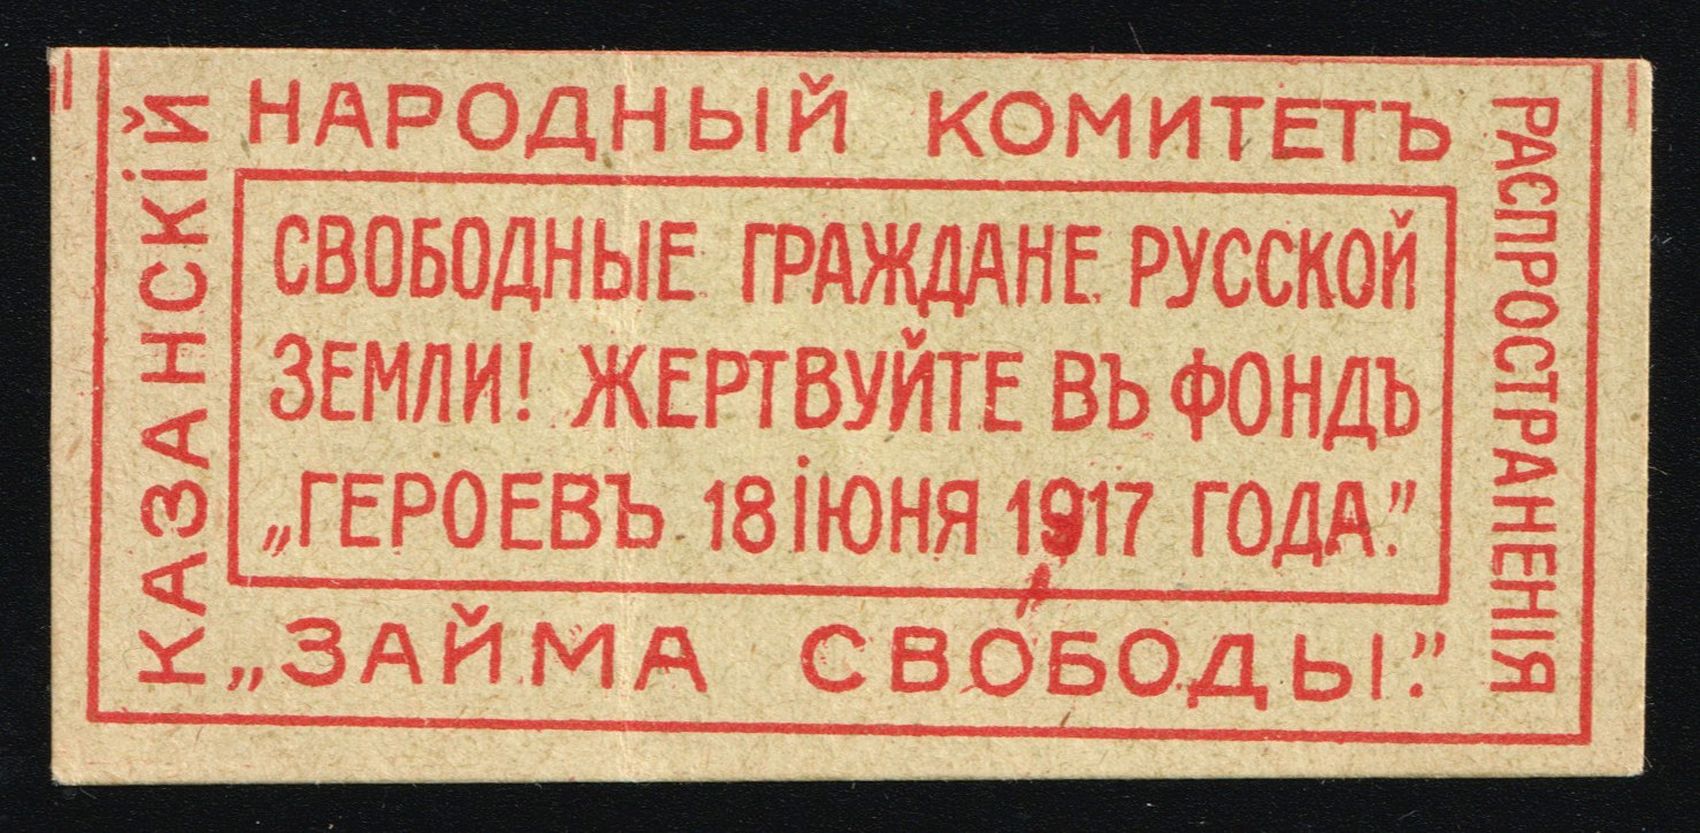 КАЗАНСКІЙ
НАРОДНЫЙ КОМИТЕТЪ
РАСПРОСТРАНЕНІЯ
„ЗАЙМА СВОБОДЫ.”
СВОБОДНЫЕ ГРАЖДАНЕ РУССКОЙ
ЗЕМЛИ! ЖЕРТВУЙТЕ ВЪ ФОНДЪ
„ГЕРОЕВЪ 18 ІЮНЯ 1917 ГОДА.”